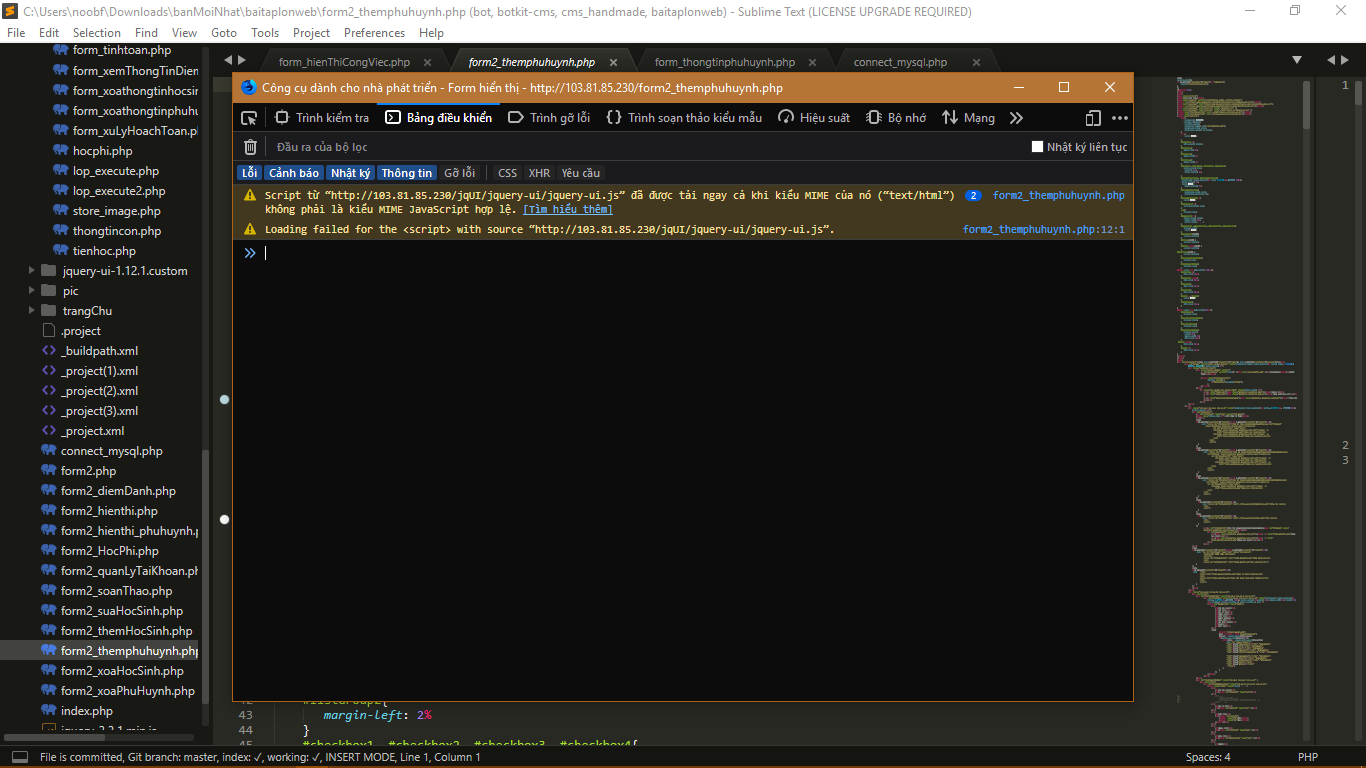 C:\Users\noobf\Downloads\banMoiNhat\baitaplonweb\form2_themphuhuynh.php (bot, botkit-cms, cms_handmade, baitaplonweb) - Sublime Text (LICENSE UPGRADE REQUIRED)
File Edit Selection Find View Goto Tools Project Preferences Help
form_tinhtoan.php
form_xemThongTinDiem
form_xoathongtinhocsin
form_xoathongtinphuhu
form_xuLyHoachToan.p
hocphi.php
lop_execute.php
lop_execute2.php
store_image.php
thongtincon.php
tienhoc.php
jquery-ui-1.12.1.custom
pic
trangChu
.project
_buildpath.xml
_project(1).xml
_project(2).xml
_project(3).xml
_project.xml
connect_mysql.php
form2.php
form2_diemDanh.php
form2_hienthi.php
form2_hienthi_phuhuynh.p
form2_HocPhi.php
form2_quanLyTaiKhoan.ph
form2_soanThao.php
form2_suaHocSinh.php
form2_themHocSinh.php
form2_themphuhuynh.php
form2_xoaHocSinh.php
form2_xoaPhuHuynh.php
index.php
form_hienThiCongViec.php form2_themphuhuynh.php form_thongtinphuhuynh.php connect_mysql.php
Công cụ dành cho nhà phát triển - Form hiển thị - http://103.81.85.230/form2_themphuhuynh.php
Trình kiểm tra Bảng điều khiển Trình gỡ lỗi Trình soạn thảo kiểu mẫu Hiệu suất Bộ nhớ Mạng
Đầu ra của bộ lọc Nhật ký liên tục
Lỗi Cảnh báo Nhật ký Thông tin Gỡ lỗi CSS XHR Yêu cầu
Script từ “http://103.81.85.230/jqUI/jquery-ui/jquery-ui.js” đã được tải ngay cả khi kiểu MIME của nó (“text/html”) 2 form2_themphuhuynh.php
không phải là kiểu MIME JavaScript hợp lệ. [Tìm hiểu thêm]
Loading failed for the <script> with source “http://103.81.85.230/jqUI/jquery-ui/jquery-ui.js”. form2_themphuhuynh.php:12:1
43 margin-left: 2%
44 }
45 #checkbox1, #checkbox2, #checkbox3, #checkbox4{
1
2
3
File is committed, Git branch: master, index: ✓, working: ✓, INSERT MODE, Line 1, Column 1 Spaces: 4 PHP